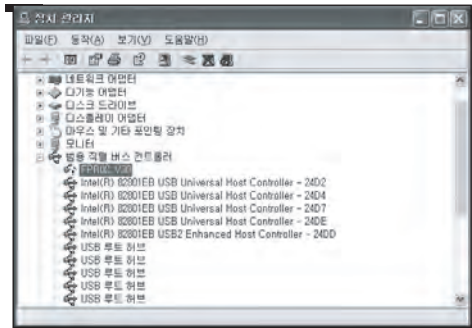 장치 관리자
파일(F) 동작(A) 보기(V) 도움말(H)
네트워크 어댑터
다기능 어댑터
디스크 드라이브
디스플레이 어댑터
마우스 및 기타 포인팅 장치
모니터
범용 직렬 버스 컨트롤러
Intel(R) 82801EB USB Universal Host Controller - 24D2
Intel(R) 82801EB USB Universal Host Controller - 24D4
Intel(R) 82801EB USB Universal Host Controller - 24D7
Intel(R) 82801EB USB Universal Host Controller - 24DE
Intel(R) 82801EB USB2 Enhanced Host Controller - 24DD
USB 루트 허브
USB 루트 허브
USB 루트 허브
USB 루트 허브
USB 루트 허브